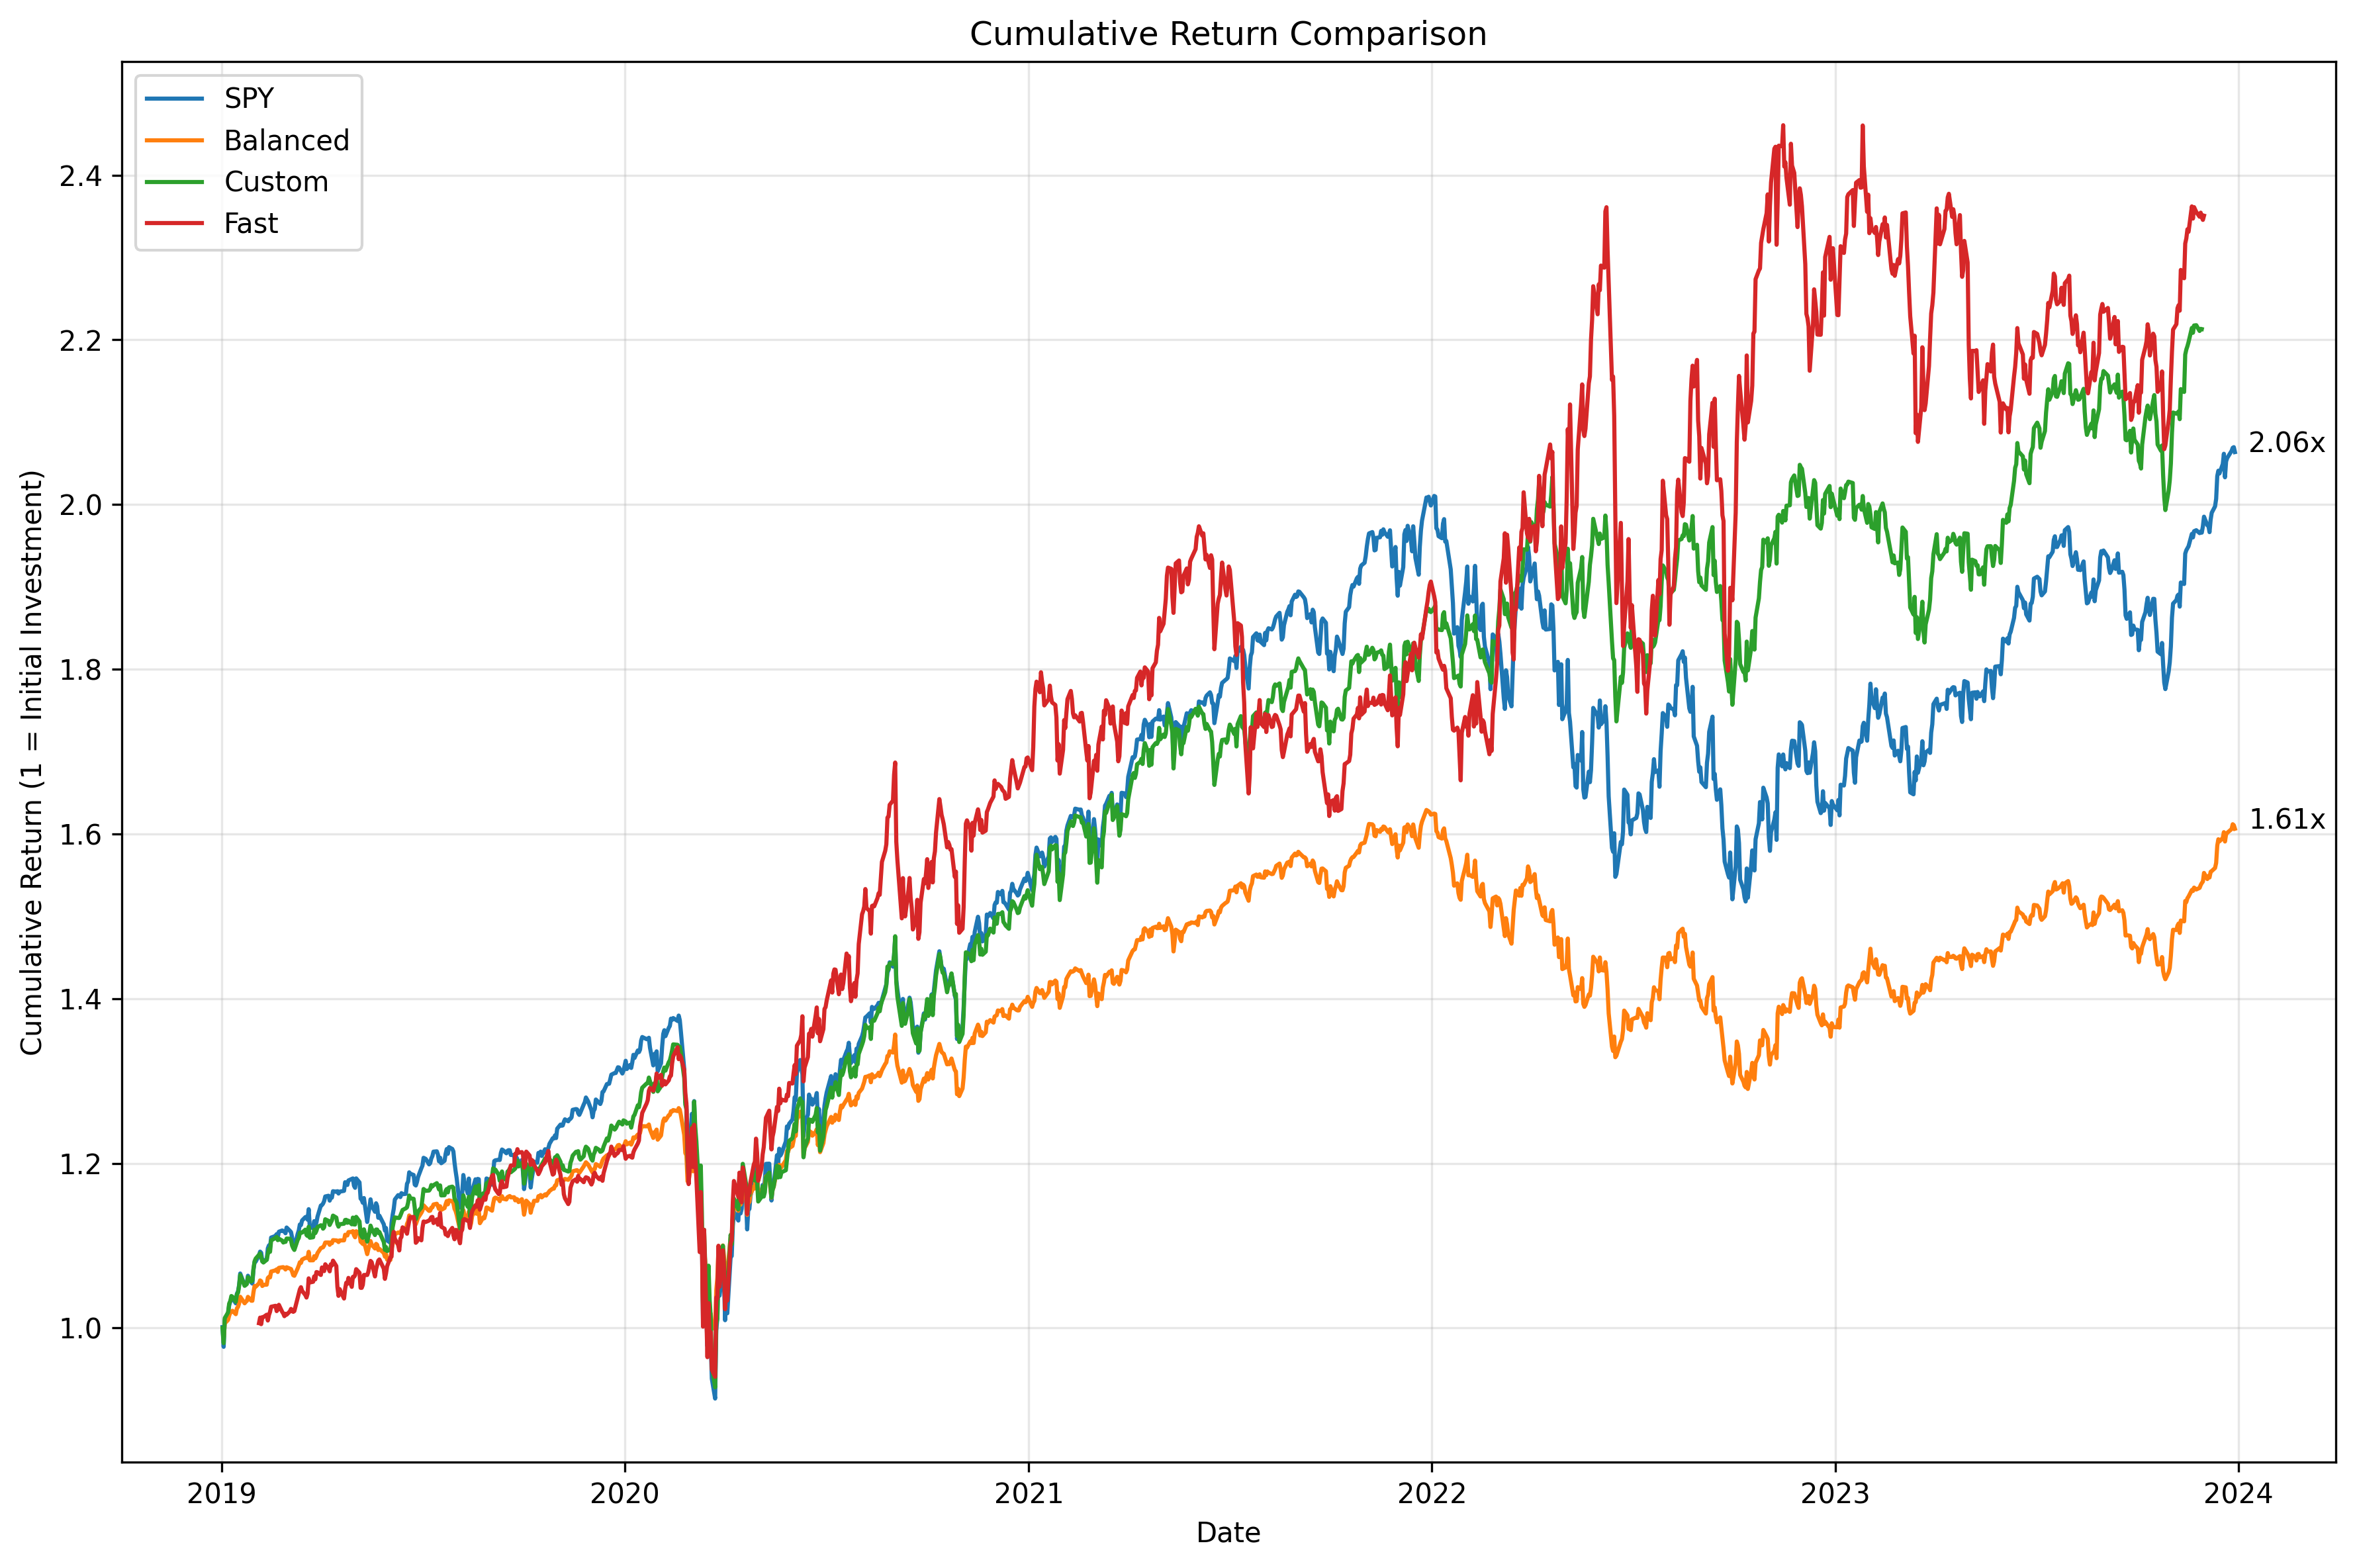 Cumulative Return Comparison
SPY
Balanced
Custom
Fast
Cumulative Return (1 = Initial Investment)
2.4
2.2
2.0
1.8
1.6
1.4
1.2
1.0
2.06x
1.61x
2019
2020
2021
2022
2023
2024
Date